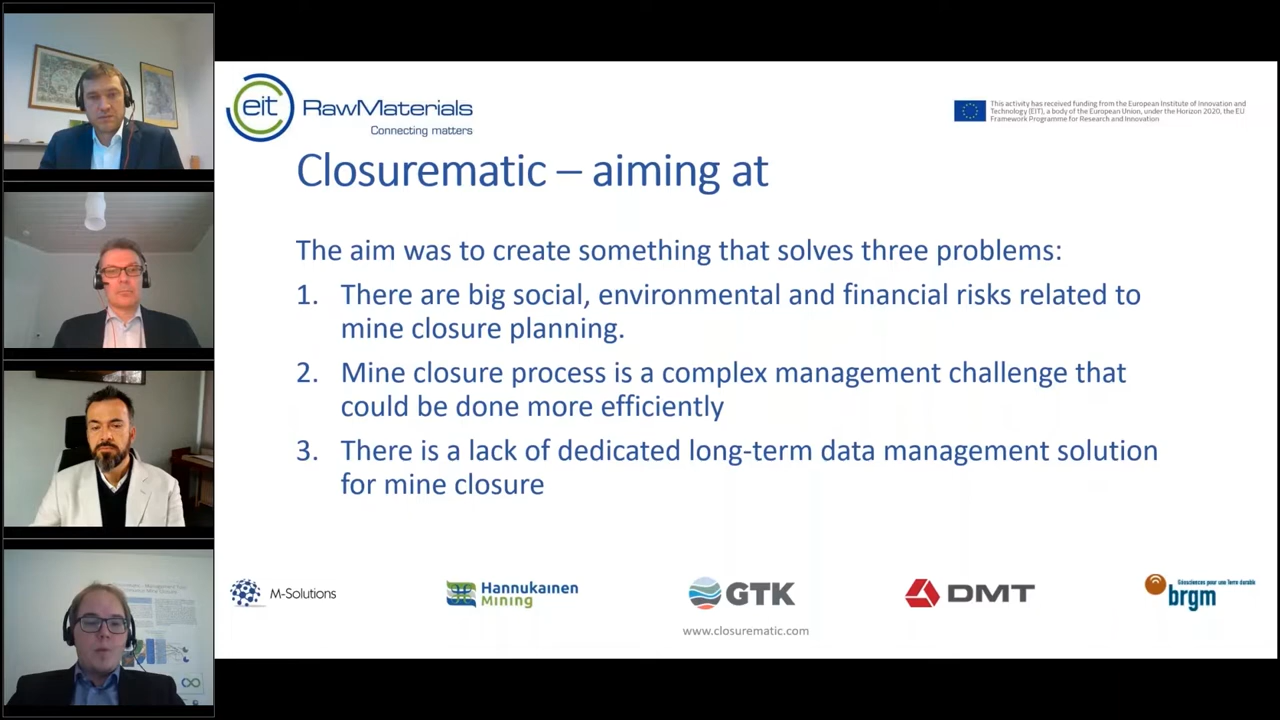 eit RawMaterials
Connecting matters
This activity has received funding from the European Institute of Innovation and
Technology (EIT), a body of the European Union, under the Horizon 2020, the EU
Framework Programme for Research and Innovation
Closurematic – aiming at
The aim was to create something that solves three problems:
1. There are big social, environmental and financial risks related to
mine closure planning.
2. Mine closure process is a complex management challenge that
could be done more efficiently
3. There is a lack of dedicated long-term data management solution
for mine closure
M-Solutions
Hannukainen
Mining
GTK
DMT
Géosciences pour une Terre durable
brgm
www.closurematic.com